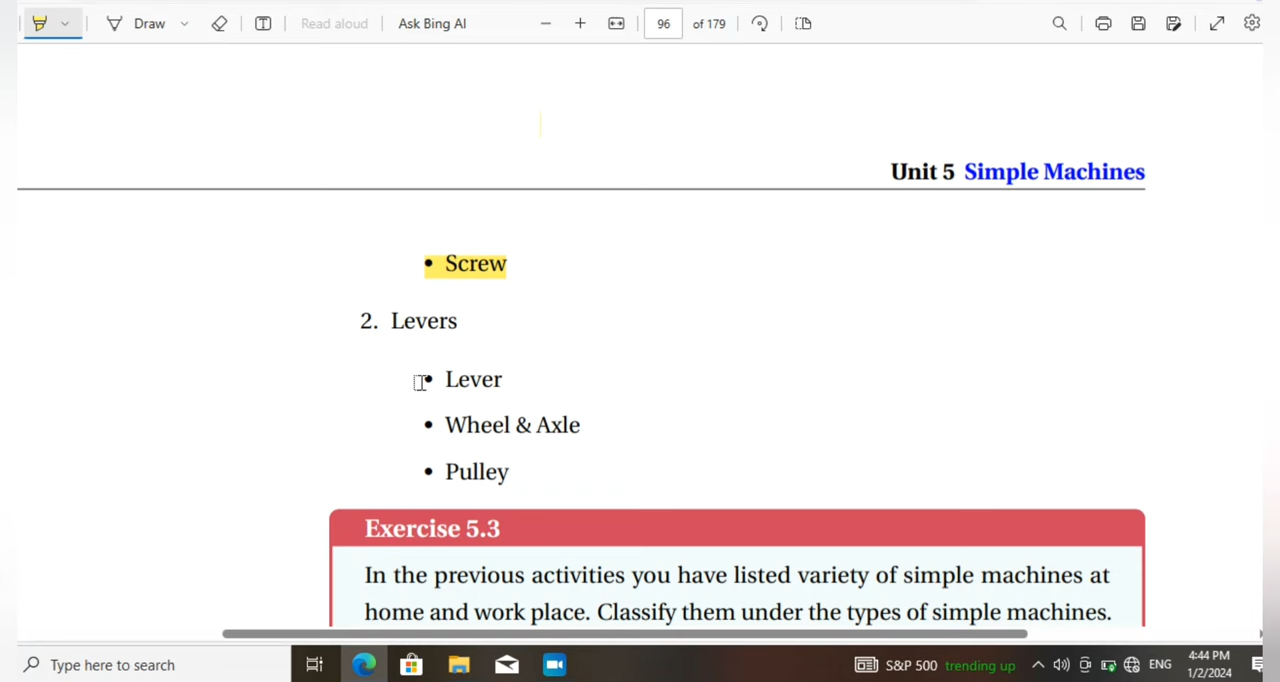 Draw
Read aloud
Ask Bing AI
96
of 179
Unit 5 Simple Machines
• Screw
2. Levers
• Lever
• Wheel & Axle
• Pulley
Exercise 5.3
In the previous activities you have listed variety of simple machines at
home and work place. Classify them under the types of simple machines.
Type here to search
S&P 500 trending up
ENG
4:44 PM
1/2/2024